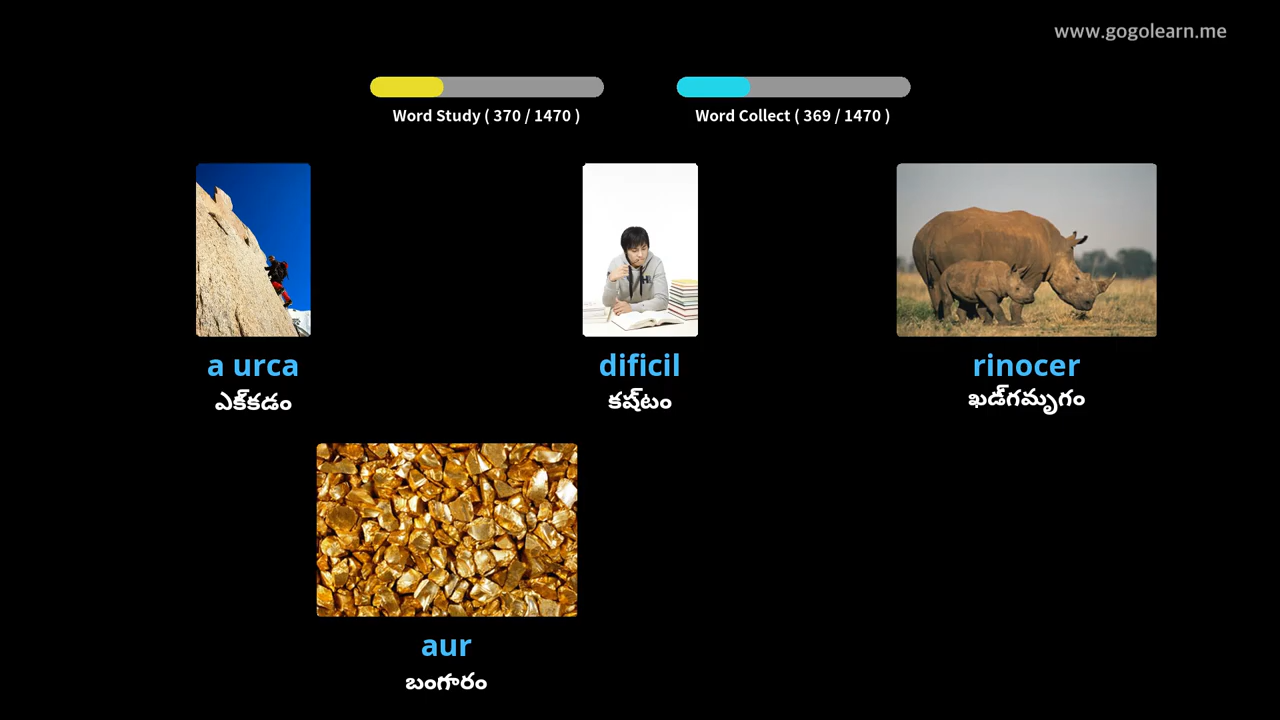 www.gogolearn.me
Word Study ( 370 / 1470 )
Word Collect ( 369 / 1470 )
a urca
ఎక్కడం
dificil
కష్టం
rinocer
ఖడ్గమృగం
aur
బంగారం